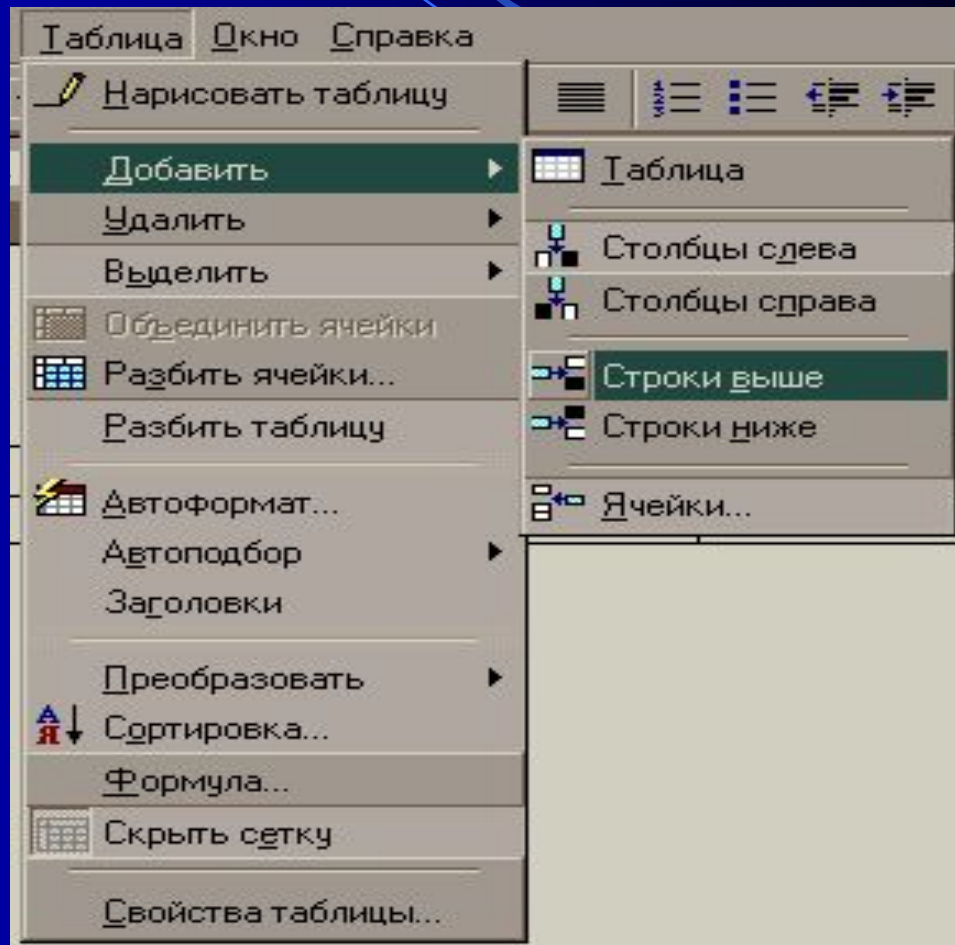 Таблица Окно Справка
Нарисовать таблицу
Добавить
Удалить
Выделить
Объединить ячейки
Разбить ячейки...
Разбить таблицу
Автоформат...
Автоподбор
Заголовки
Преобразовать
Сортировка...
Формула...
Скрыть сетку
Свойства таблицы...
Таблица
Столбцы слева
Столбцы справа
Строки выше
Строки ниже
Ячейки...